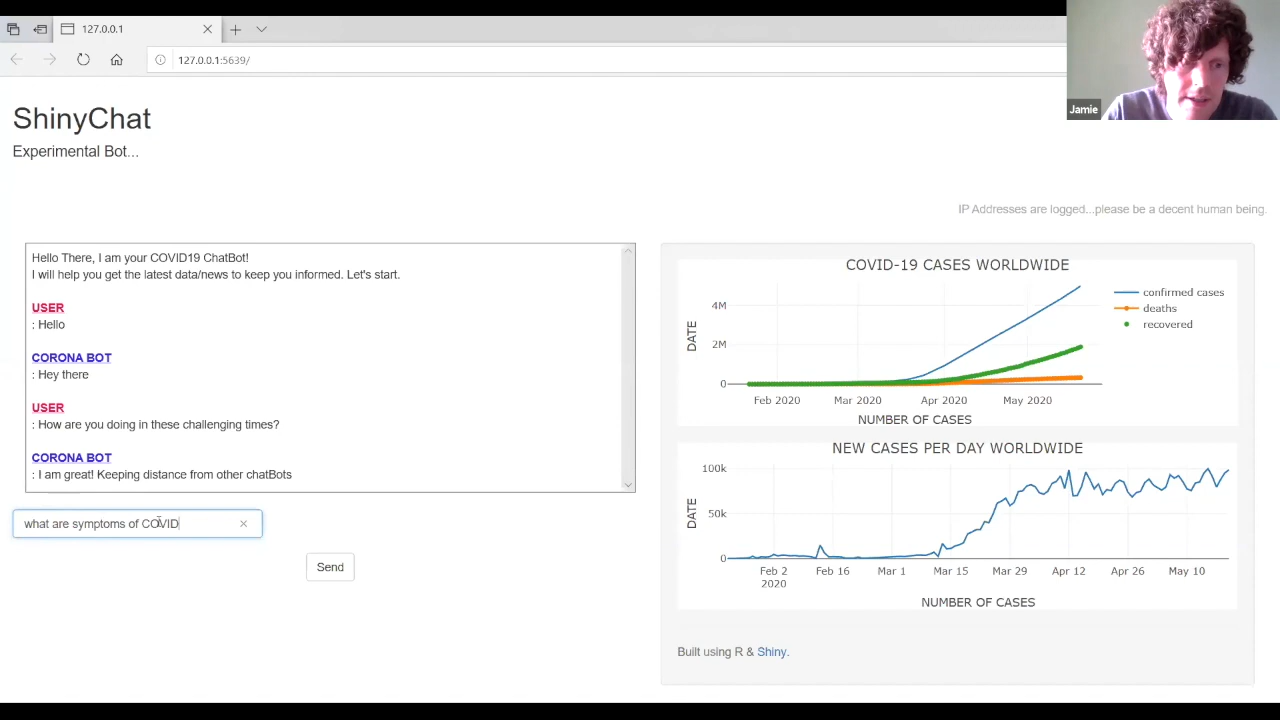 127.0.0.1
127.0.0.1:5639/
Jamie
ShinyChat
Experimental Bot...
IP Addresses are logged...please be a decent human being.
Hello There, I am your COVID19 ChatBot!
I will help you get the latest data/news to keep you informed. Let's start.
USER
: Hello
CORONA BOT
: Hey there
USER
: How are you doing in these challenging times?
CORONA BOT
: I am great! Keeping distance from other chatBots
what are symptoms of COVID
Send
COVID-19 CASES WORLDWIDE
confirmed cases
deaths
recovered
DATE
4M
2M
0
Feb 2020 Mar 2020 Apr 2020 May 2020
NUMBER OF CASES
NEW CASES PER DAY WORLDWIDE
DATE
100k
50k
0
Feb 2 Feb 16 Mar 1 Mar 15 Mar 29 Apr 12 Apr 26 May 10
2020
NUMBER OF CASES
Built using R & Shiny.